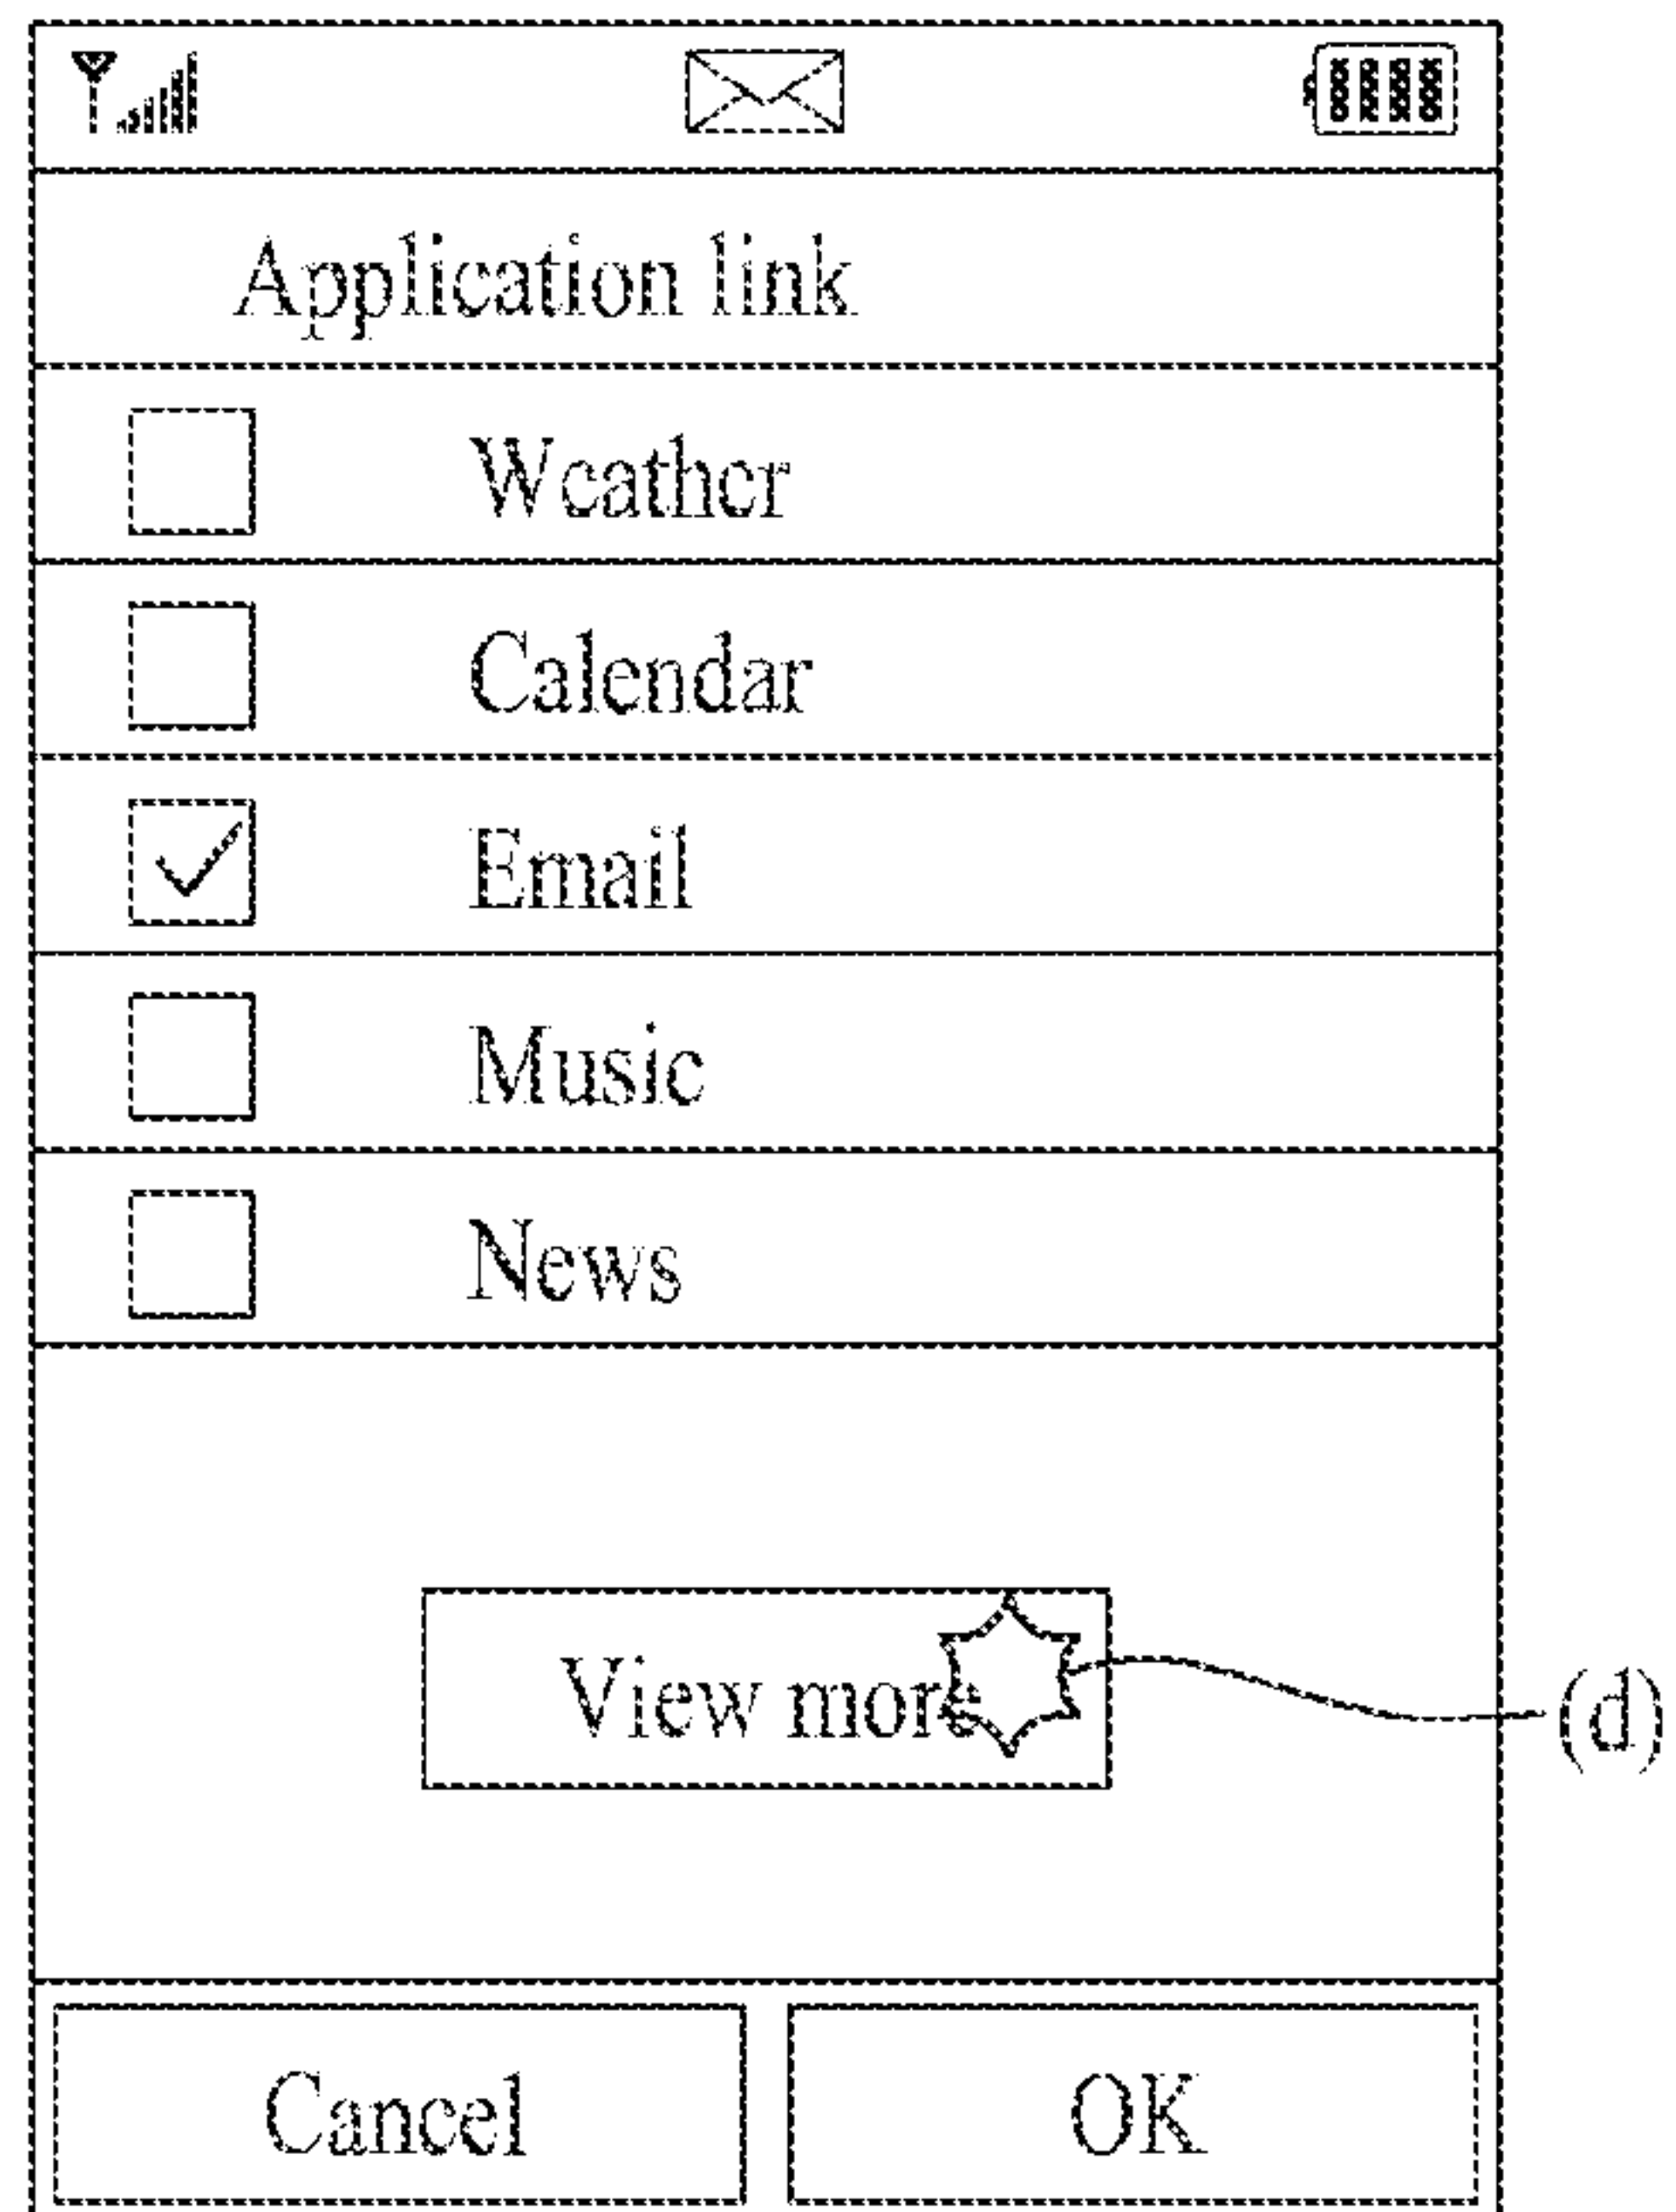 Application link
Weather
Calendar
Email
Music
News
View more
(d)
Cancel
OK